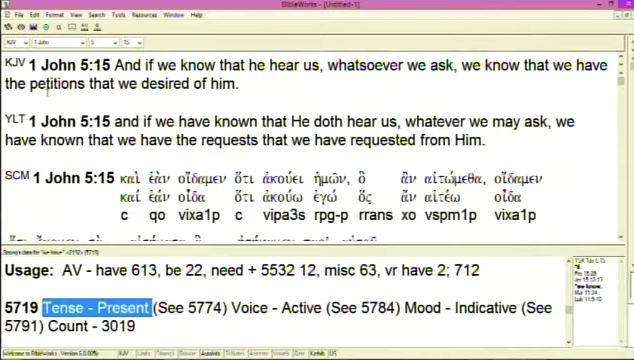 BibleWorks - [Untitled-1]
File Edit Format View Search Tools Resources Window Help
KJV 1 John 5 15
KJV 1 John 5:15 And if we know that he hear us, whatsoever we ask, we know that we have
the petitions that we desired of him.
YLT 1 John 5:15 and if we have known that He doth hear us, whatever we may ask, we
have known that we have the requests that we have requested from Him.
SCM 1 John 5:15 καὶ ἐὰν οἴδαμεν ὅτι ἀκούει ἡμῶν, ὃ ἂν αἰτώμεθα, οἴδαμεν
καί ἐάν οἶδα ὅτι ἀκούω ἐγώ ὅς ἄν αἰτέω οἶδα
c qo vixa1p c vipa3s rpg-p rrans xo vspm1p vixa1p
Usage: AV - have 613, be 22, need + 5532 12, misc 63, vr have 2; 712
5719 Tense - Present (See 5774) Voice - Active (See 5784) Mood - Indicative (See
5791) Count - 3019